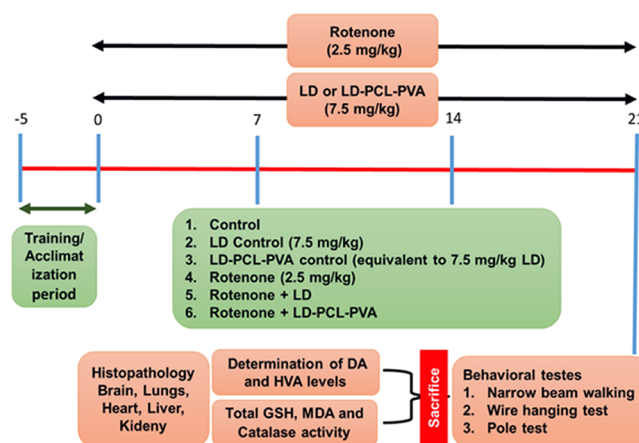 Rotenone
(2.5 mg/kg)
LD or LD-PCL-PVA
(7.5 mg/kg)
-5
0
7
14
21
Training/
Acclimat
ization
period
1. Control
2. LD Control (7.5 mg/kg)
3. LD-PCL-PVA control (equivalent to 7.5 mg/kg LD)
4. Rotenone (2.5 mg/kg)
5. Rotenone + LD
6. Rotenone + LD-PCL-PVA
Histopathology
Brain, Lungs,
Heart, Liver,
Kideny
Determination of DA
and HVA levels
Total GSH, MDA and
Catalase activity
Sacrifice
Behavioral testes
1. Narrow beam walking
2. Wire hanging test
3. Pole test